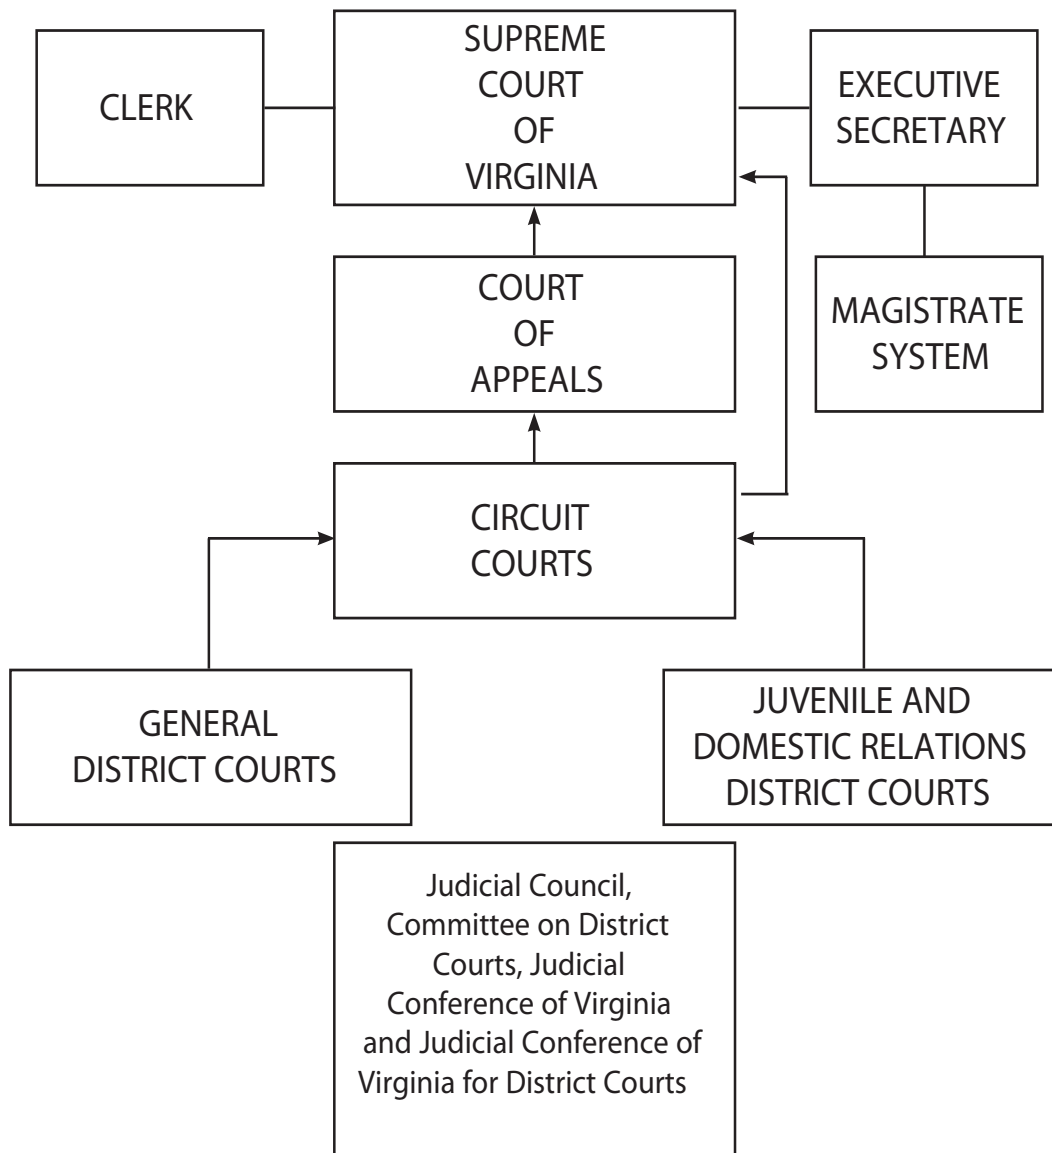 CLERK
SUPREME
COURT
OF
VIRGINIA
EXECUTIVE
SECRETARY
COURT
OF
APPEALS
MAGISTRATE
SYSTEM
CIRCUIT
COURTS
GENERAL
DISTRICT COURTS
JUVENILE AND
DOMESTIC RELATIONS
DISTRICT COURTS
Judicial Council,
Committee on District
Courts, Judicial
Conference of Virginia
and Judicial Conference of
Virginia for District Courts